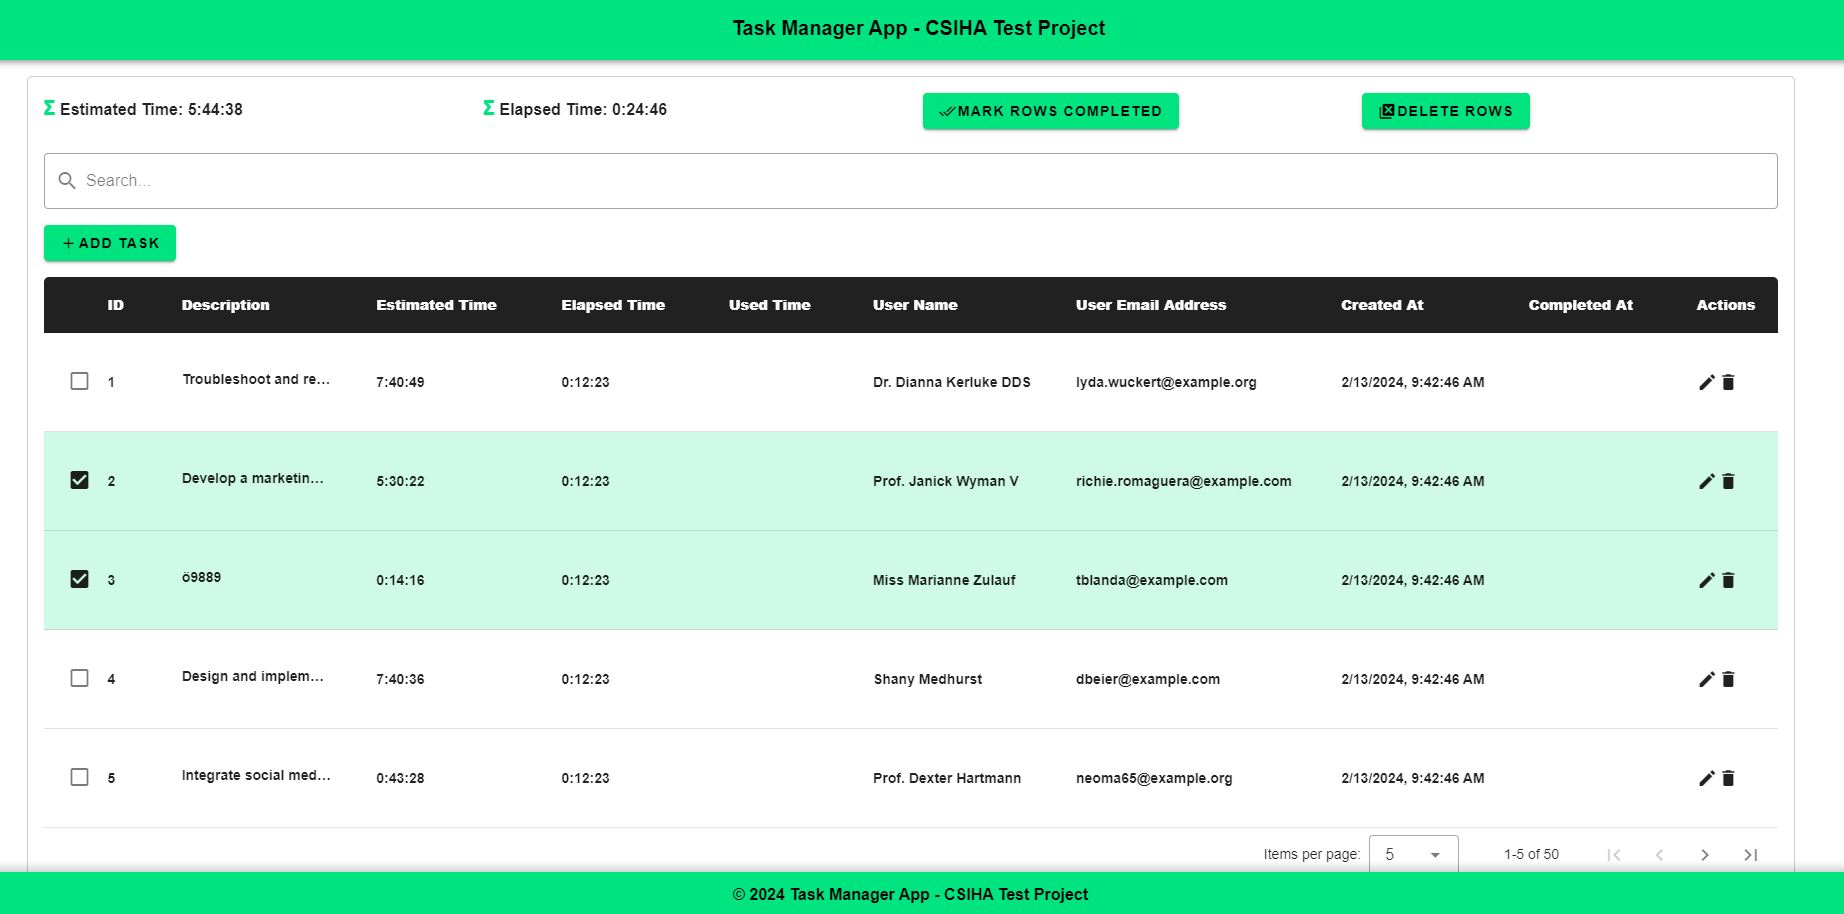 Task Manager App - CSIHA Test Project
Σ Estimated Time: 5:44:38 Σ Elapsed Time: 0:24:46 MARK ROWS COMPLETED DELETE ROWS
Search...
+ ADD TASK
ID Description Estimated Time Elapsed Time Used Time User Name User Email Address Created At Completed At Actions
1 Troubleshoot and re... 7:40:49 0:12:23 Dr. Dianna Kerluke DDS lyda.wuckert@example.org 2/13/2024, 9:42:46 AM
2 Develop a marketin... 5:30:22 0:12:23 Prof. Janick Wyman V richie.romaguera@example.com 2/13/2024, 9:42:46 AM
3 ö9889 0:14:16 0:12:23 Miss Marianne Zulauf tblanda@example.com 2/13/2024, 9:42:46 AM
4 Design and implem... 7:40:36 0:12:23 Shany Medhurst dbeier@example.com 2/13/2024, 9:42:46 AM
5 Integrate social med... 0:43:28 0:12:23 Prof. Dexter Hartmann neoma65@example.org 2/13/2024, 9:42:46 AM
Items per page: 5 1-5 of 50
© 2024 Task Manager App - CSIHA Test Project